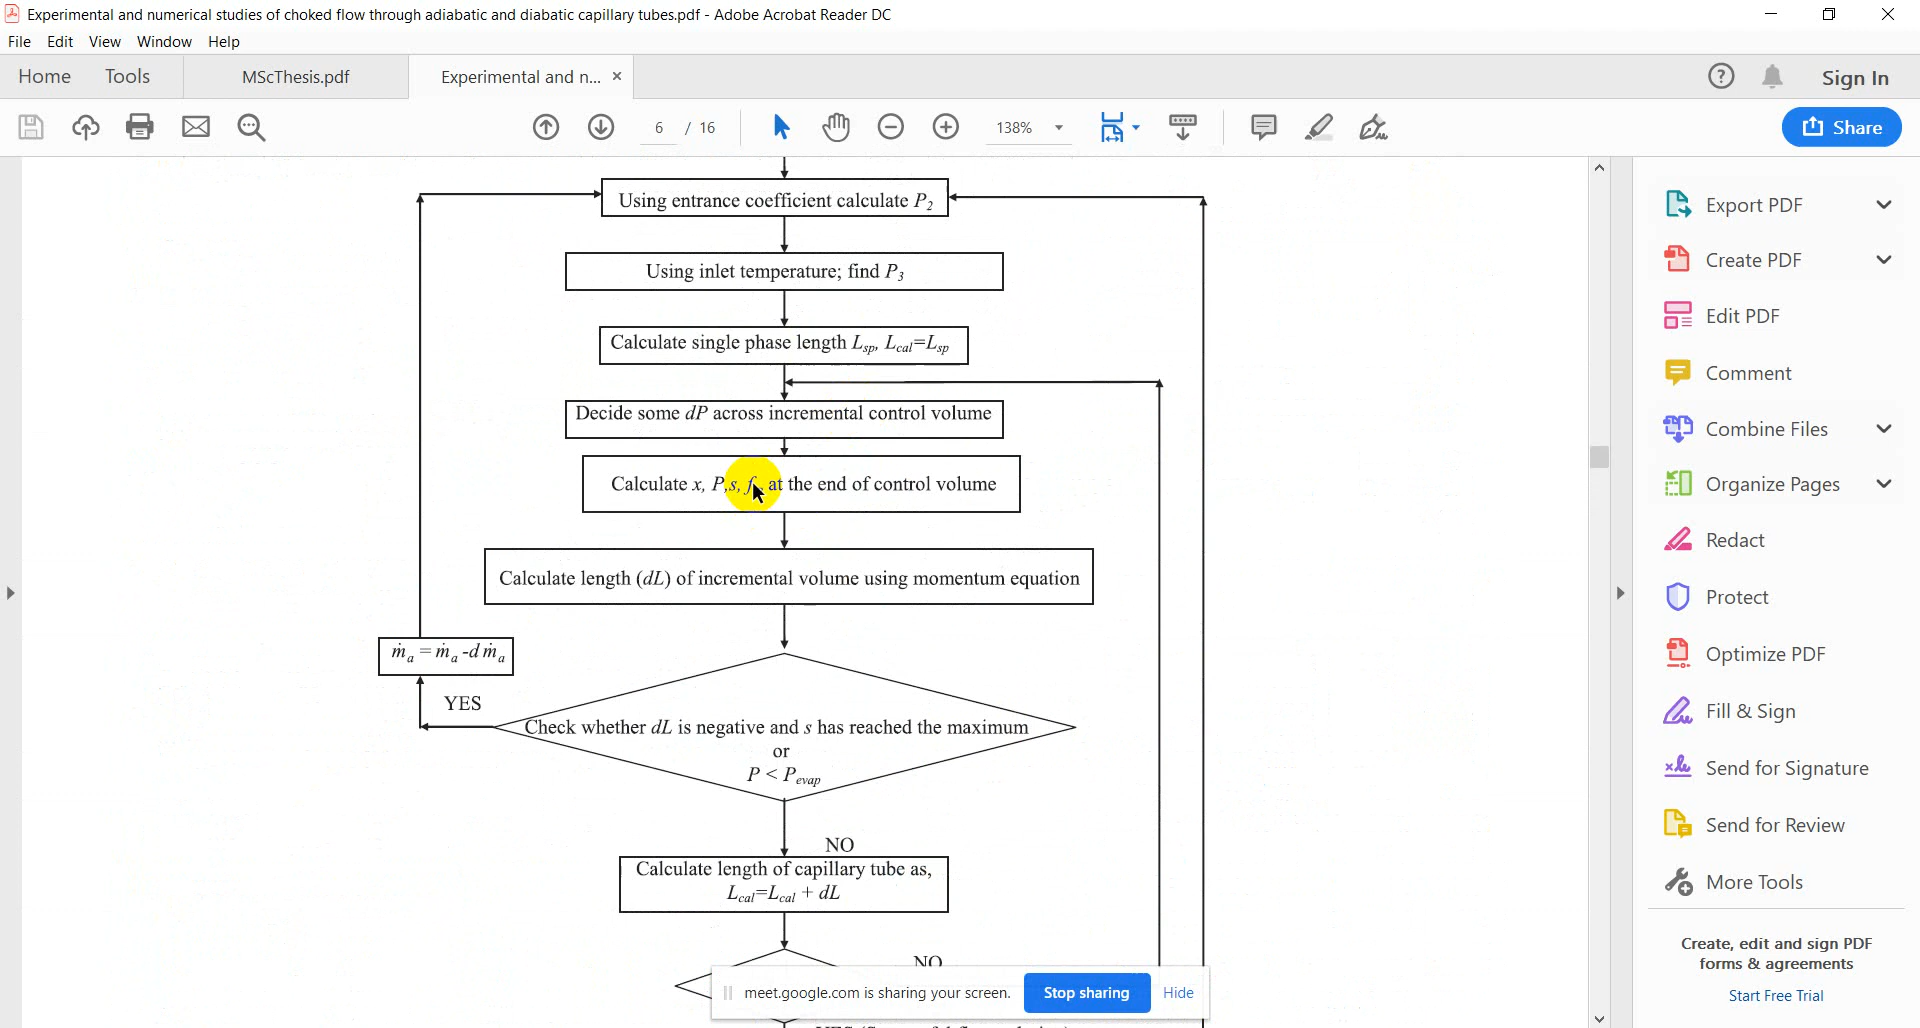 Experimental and numerical studies of choked flow through adiabatic and diabatic capillary tubes.pdf - Adobe Acrobat Reader DC
File Edit View Window Help
Home Tools MScThesis.pdf Experimental and n... × Sign In
6 / 16 138% Share
Using entrance coefficient calculate P2
Using inlet temperature; find P3
Calculate single phase length Lsp, Lcal=Lsp
Decide some dP across incremental control volume
Calculate x, P,s, f at the end of control volume
Calculate length (dL) of incremental volume using momentum equation
ṁa = ṁa -d ṁa
YES
Check whether dL is negative and s has reached the maximum
or
P < Pevap
NO
Calculate length of capillary tube as,
Lcal=Lcal + dL
NO
meet.google.com is sharing your screen. Stop sharing Hide
Export PDF
Create PDF
Edit PDF
Comment
Combine Files
Organize Pages
Redact
Protect
Optimize PDF
Fill & Sign
Send for Signature
Send for Review
More Tools
Create, edit and sign PDF
forms & agreements
Start Free Trial